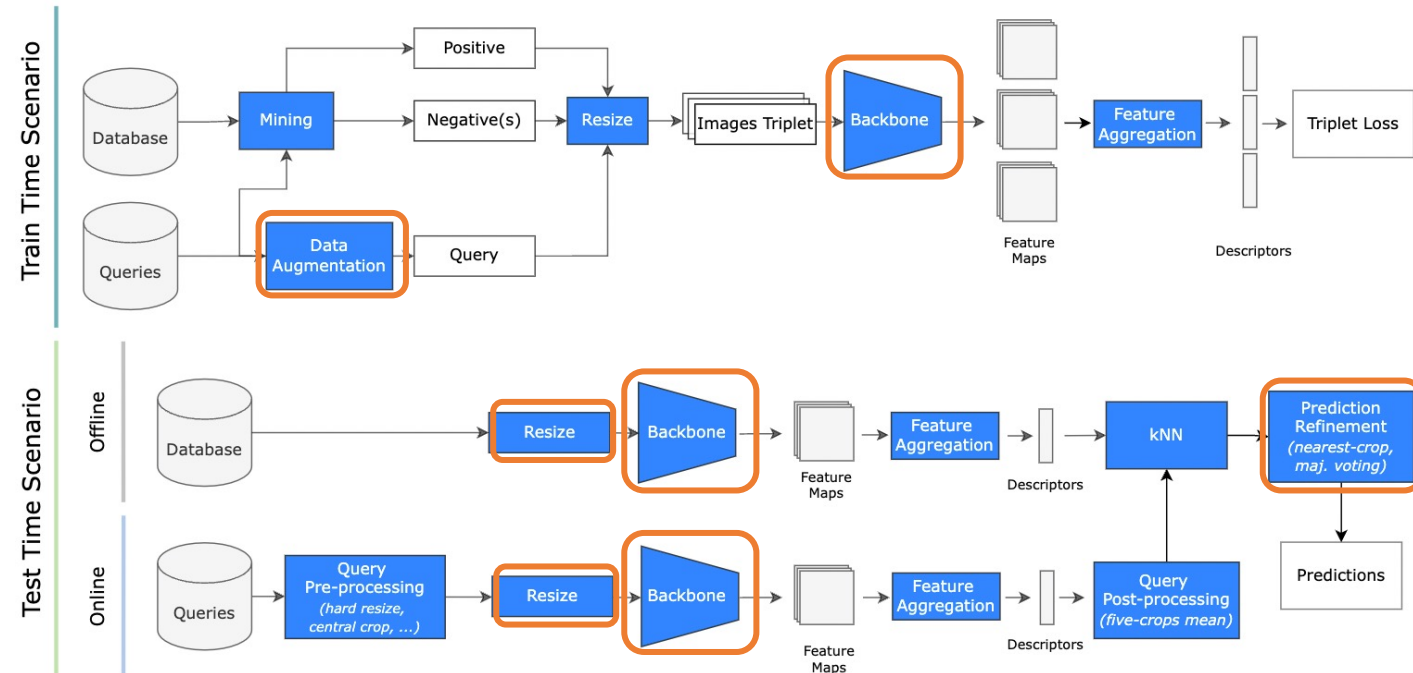 Train Time Scenario
Database
Queries
Mining
Data
Augmentation
Positive
Negative(s)
Query
Resize
Images Triplet
Backbone
Feature
Maps
Feature
Aggregation
Descriptors
Triplet Loss
Test Time Scenario
Offline
Database
Resize
Backbone
Feature
Maps
Feature
Aggregation
Descriptors
kNN
Prediction
Refinement
(nearest-crop,
maj. voting)
Online
Queries
Query
Pre-processing
(hard resize,
central crop, ...)
Resize
Backbone
Feature
Maps
Feature
Aggregation
Descriptors
Query
Post-processing
(five-crops mean)
Predictions